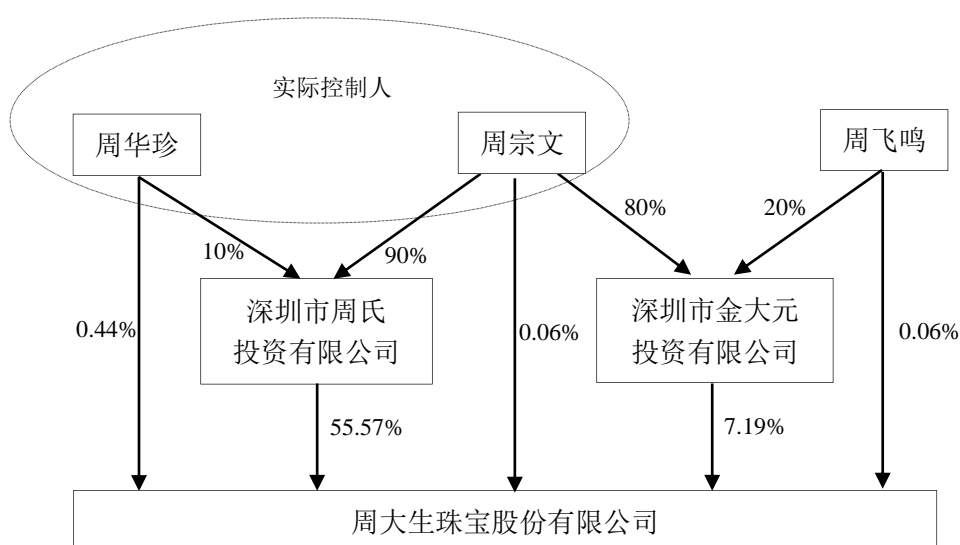 实际控制人
周华珍
周宗文
周飞鸣
80%
20%
10%
90%
深圳市周氏
投资有限公司
深圳市金大元
投资有限公司
0.44%
0.06%
0.06%
55.57%
7.19%
周大生珠宝股份有限公司